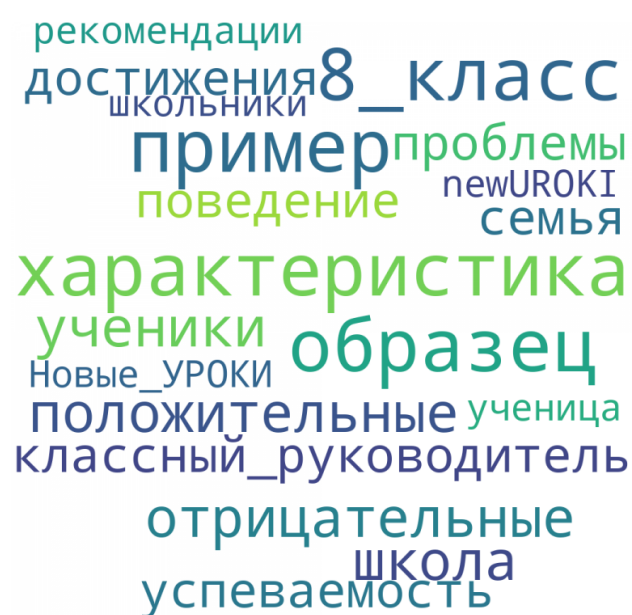 рекомендации
достижения 8_класс
школьники
пример проблемы
newUROKI
поведение семья
характеристика
ученики образец
Новые_УРОКИ
положительные ученица
классный_руководитель
отрицательные
школа
успеваемость